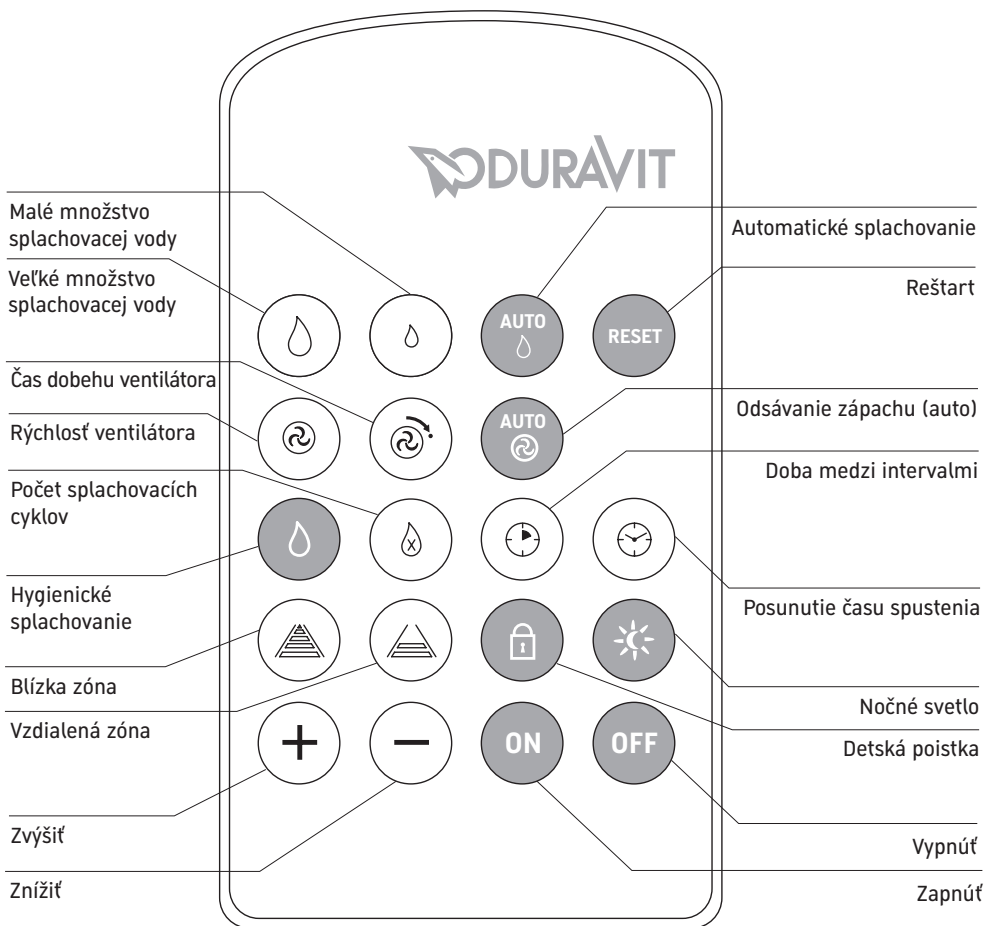 DURAVIT
Malé množstvo
splachovacej vody
Veľké množstvo
splachovacej vody
Čas dobehu ventilátora
Rýchlosť ventilátora
Počet splachovacích
cyklov
Hygienické
splachovanie
Blízka zóna
Vzdialená zóna
Zvýšiť
Znížiť
AUTO
RESET
AUTO
X
ON
OFF
Automatické splachovanie
Reštart
Odsávanie zápachu (auto)
Doba medzi intervalmi
Posunutie času spustenia
Nočné svetlo
Detská poistka
Vypnúť
Zapnúť